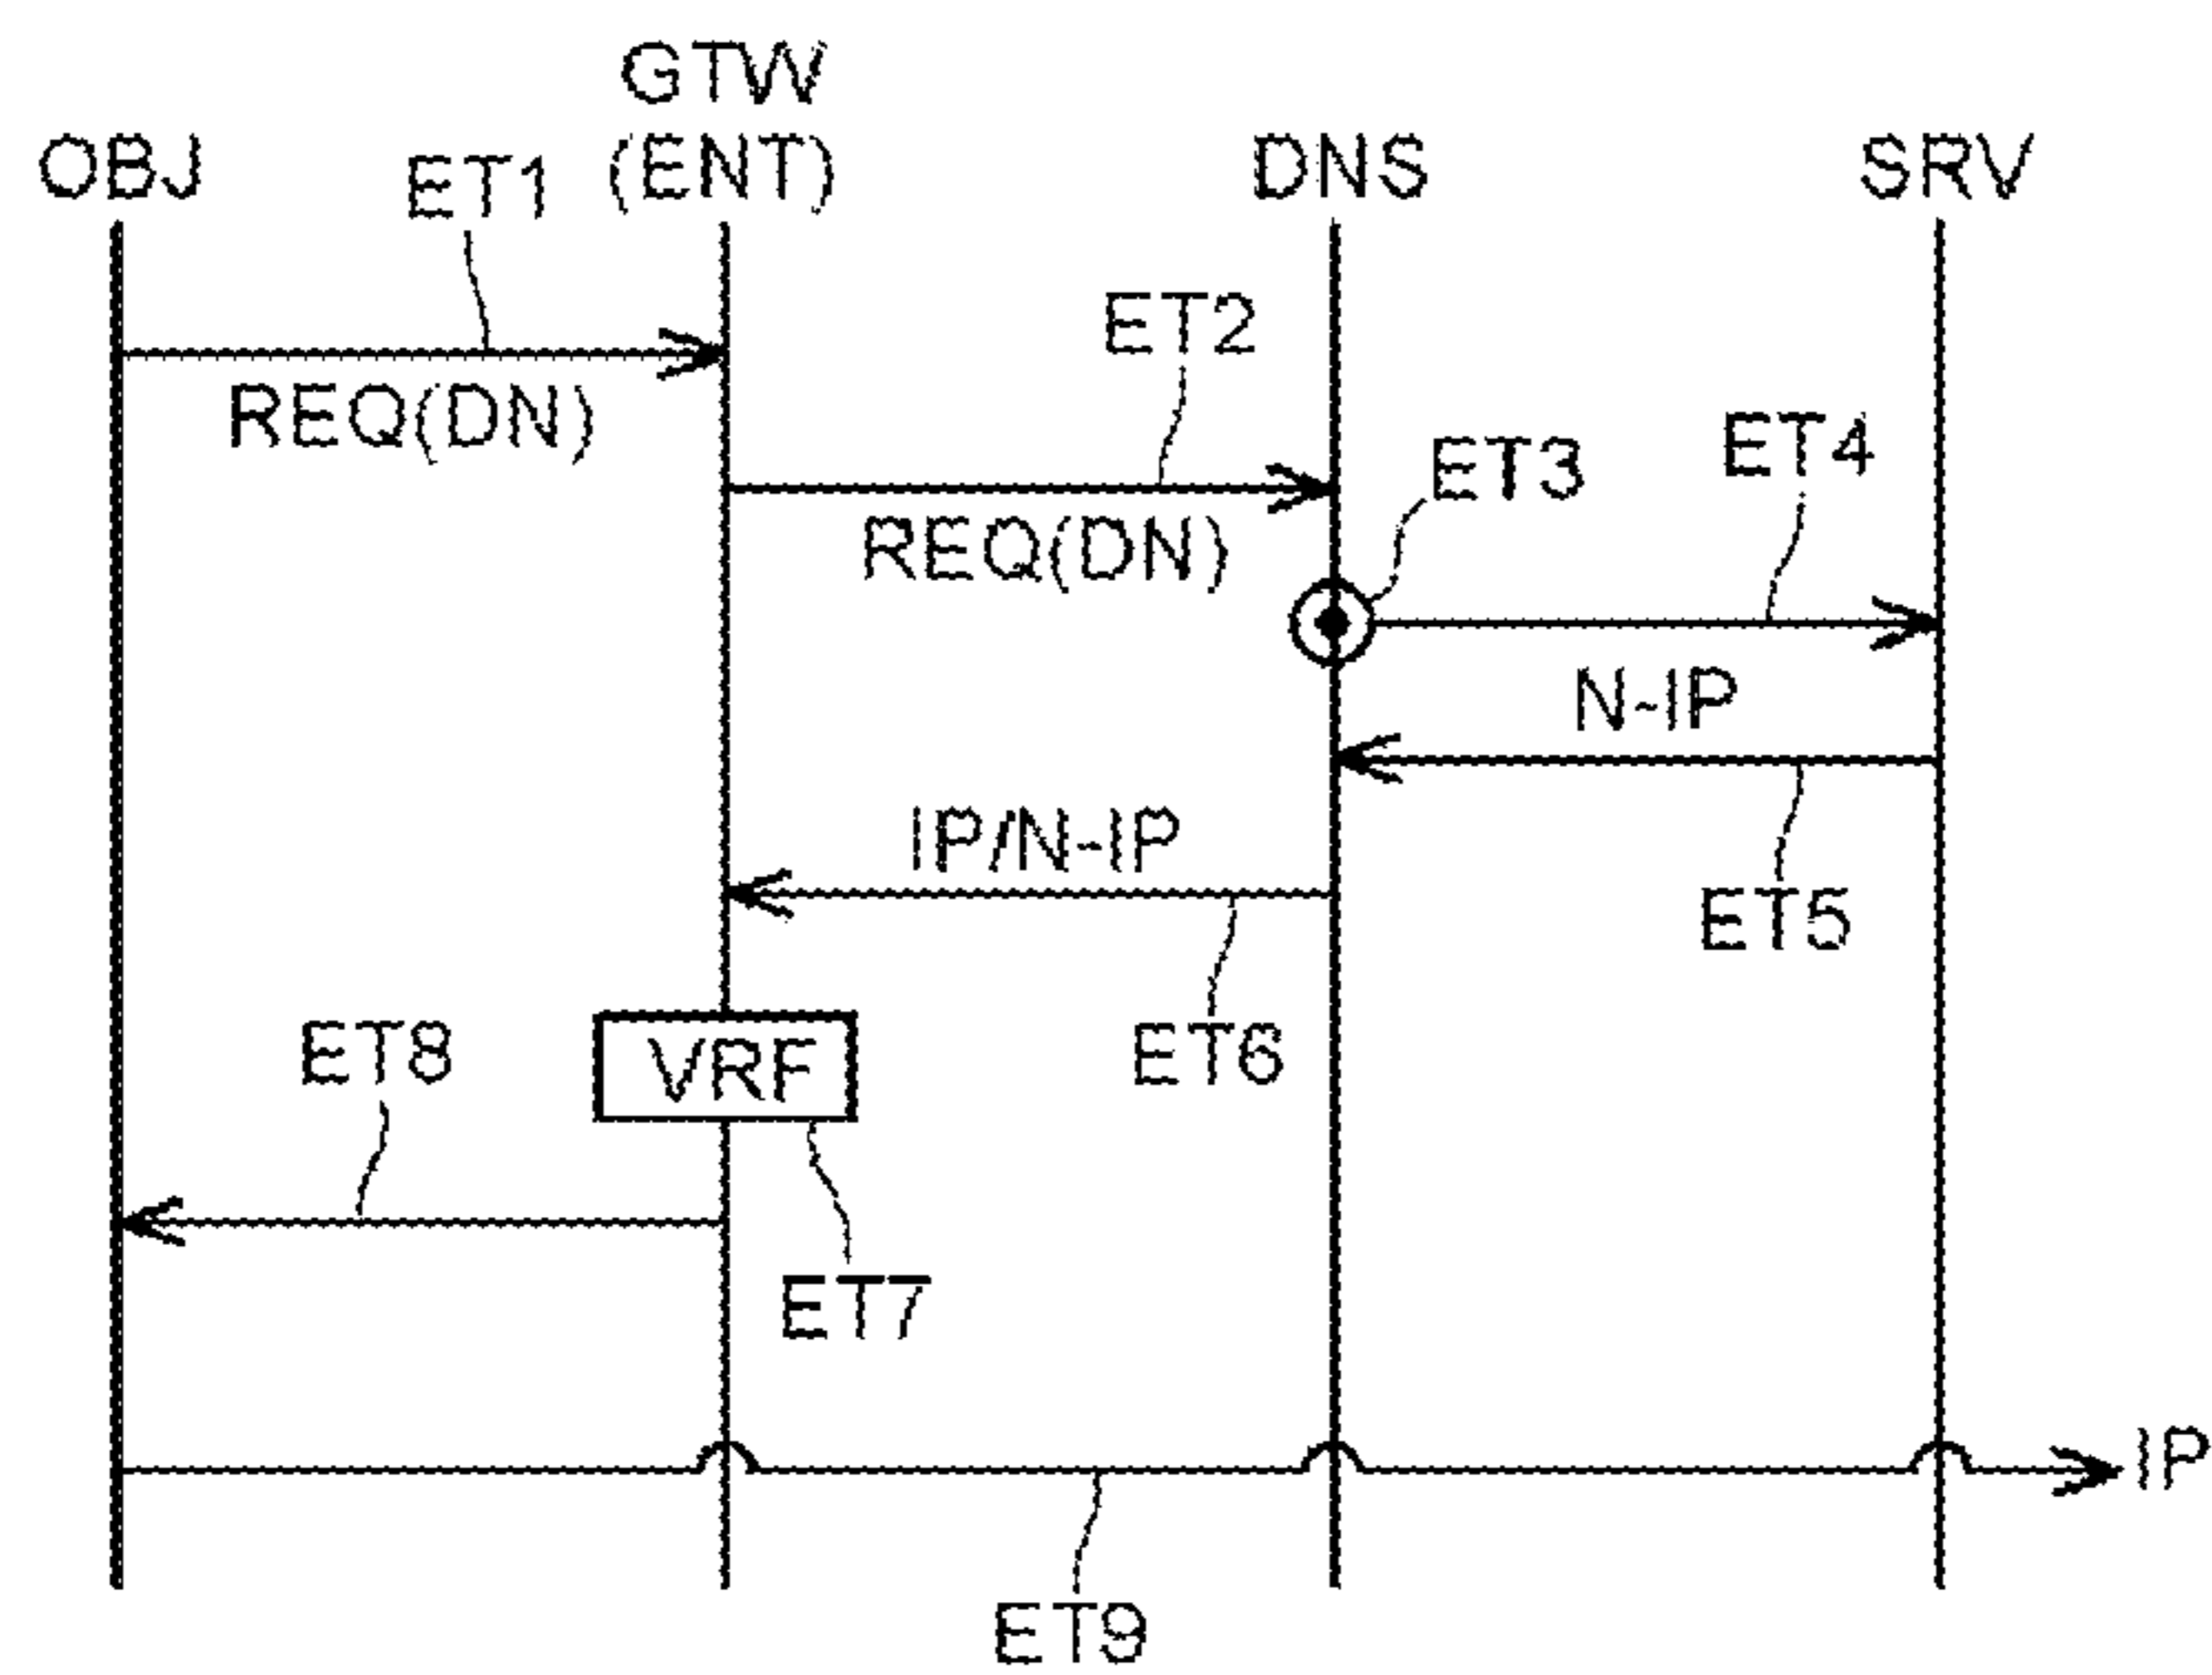 GTW
OBJ
ET1
(ENT)
DNS
SRV
ET2
REQ(DN)
ET3
ET4
REQ(DN)
N-IP
IP/N-IP
ET5
ET8
VRF
ET6
ET7
IP
ET9